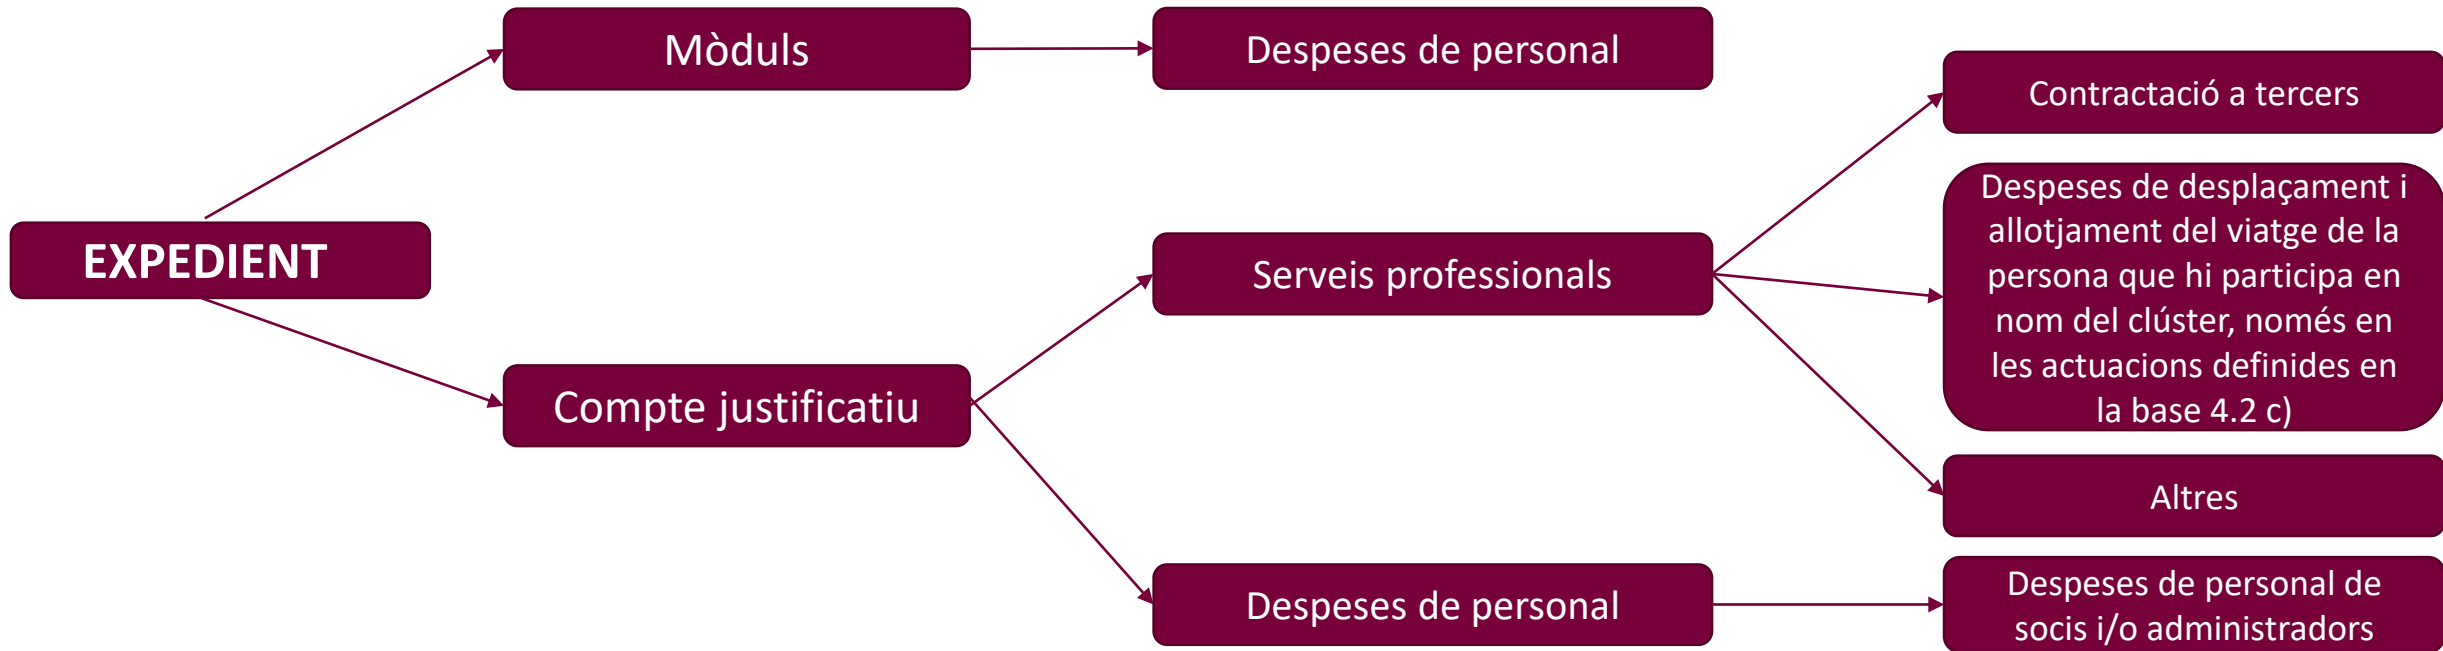 Mòduls
Despeses de personal
Contractació a tercers
Despeses de desplaçament i
allotjament del viatge de la
persona que hi participa en
nom del clúster, només en
les actuacions definides en
la base 4.2 c)
EXPEDIENT
Serveis professionals
Compte justificatiu
Altres
Despeses de personal
Despeses de personal de
socis i/o administradors